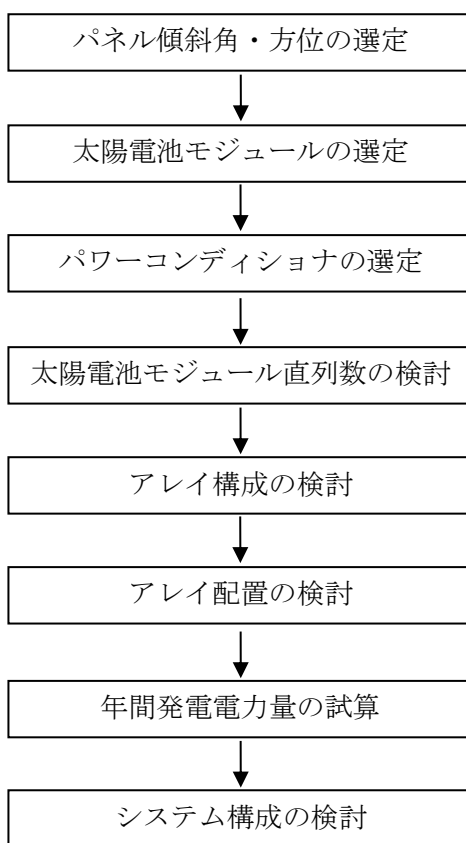 パネル傾斜角・方位の選定
太陽電池モジュールの選定
パワーコンディショナの選定
太陽電池モジュール直列数の検討
アレイ構成の検討
アレイ配置の検討
年間発電電力量の試算
システム構成の検討